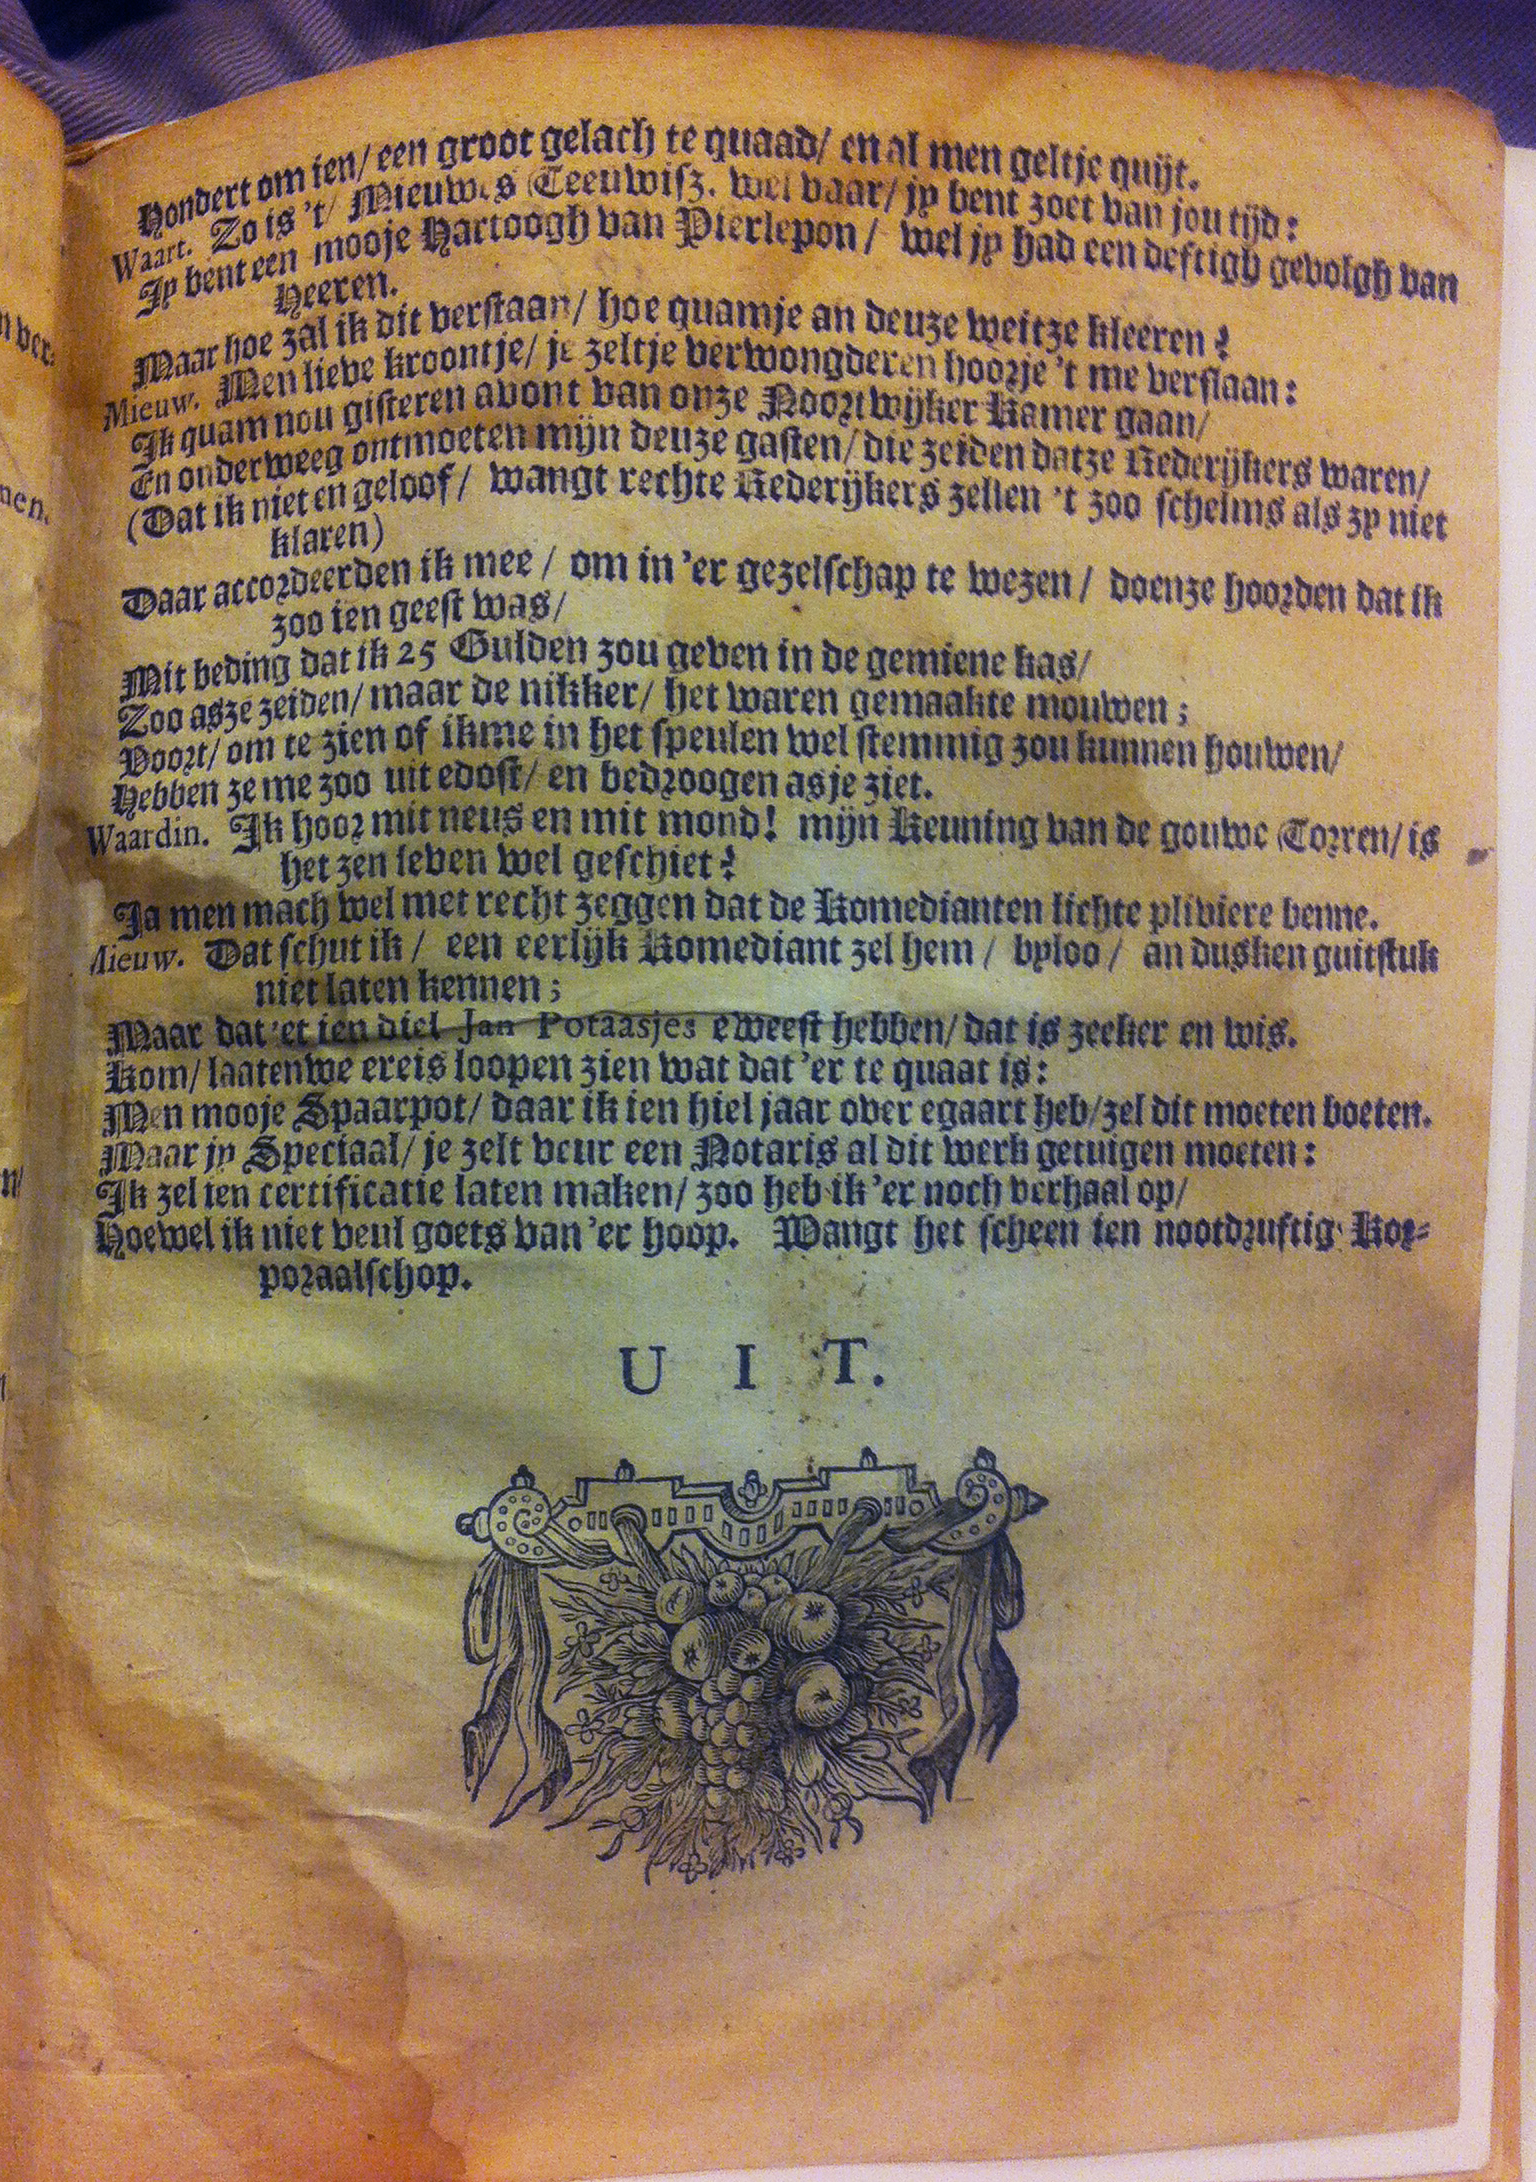 Hondert om ien/ een groot gelach te quaad/ en al men geltje quijt.
Waart. Zo is 't/ Mieuwes Teeuwisz. wel vaar/ jy bent zoet van jou tijd:
Jy bent een mooje Hartoogh van Pierlepon/ wel jy had een deftigh gevolgh van
Heeren.
Maar hoe zal ik dit verstaan/ hoe quamje an deuze weitze kleeren?
Mieuw. Men lieve kroontje/ je zeltje verwongderen hoorje 't me verslaan:
Ik quam nou gisteren avont van onze Noortwijker Kamer gaan/
En onderweeg ontmoeten mijn deuze gasten/ die zeiden datze Rederijkers waren/
(Dat ik niet en geloof/ wangt rechte Rederijkers zellen 't zoo schelms als zy niet
klaren)
Daar accordeerden ik mee/ om in 'er gezelschap te wezen/ doenze hoorden dat ik
zoo ien geest was/
Mit beding dat ik 25 Gulden zou geven in de gemiene kas/
Zoo asze zeiden/ maar de nikker/ het waren gemaakte mouwen;
Voort/ om te zien of ikme in het speulen wel stemmig zou kunnen houwen/
Hebben ze me zoo uit edost/ en bedroogen asje ziet.
Waardin. Ik hoor mit neus en mit mond! mijn Keuning van de gouwe Torren/ is
het zen leven wel geschiet?
Ja men mach wel met recht zeggen dat de Komedianten lichte pliviere benne.
Mieuw. Dat schut ik/ een eerlijk Komediant zel hem/ byloo/ an dusken guitstuk
niet laten kennen;
Maar dat 'et ien diel Jan Potaasjes eweest hebben/ dat is zeeker en wis.
Kom/ laatenwe ereis loopen zien wat dat 'er te quaat is:
Men mooje Spaarpot/ daar ik ien hiel jaar over egaart heb/ zel dit moeten boeten.
Maar jy Speciaal/ je zelt veur een Notaris al dit werk getuigen moeten:
Ik zel ien certificatie laten maken/ zoo heb ik 'er noch verhaal op/
Hoewel ik niet veul goets van 'er hoop. Wangt het scheen ien nootdruftig Kor-
poraalschop.
UIT.